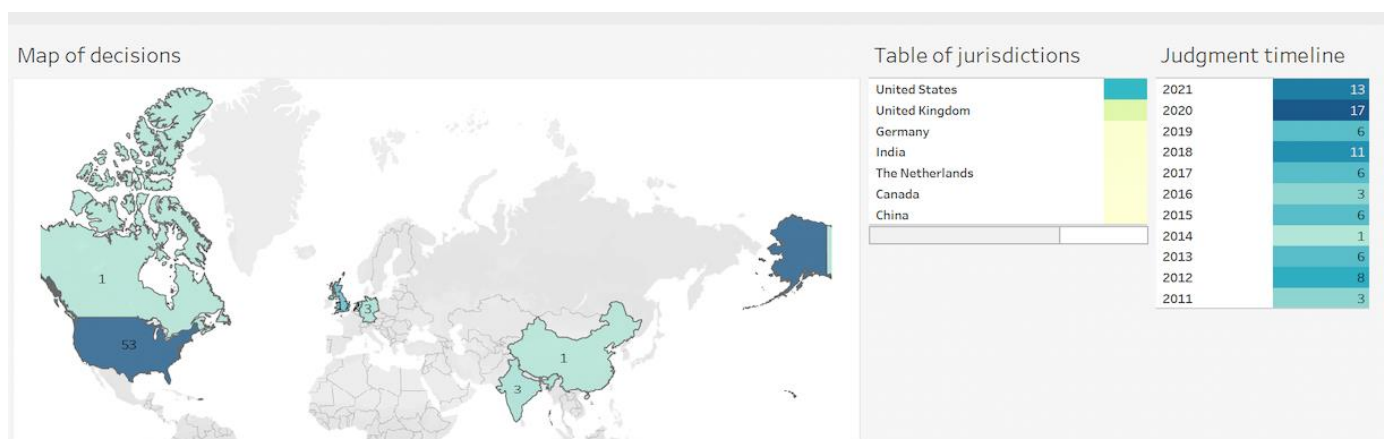 Map of decisions
1
53
3
1
3
Table of jurisdictions
United States
United Kingdom
Germany
India
The Netherlands
Canada
China
Judgment timeline
2021 13
2020 17
2019 6
2018 11
2017 6
2016 3
2015 6
2014 1
2013 6
2012 8
2011 3